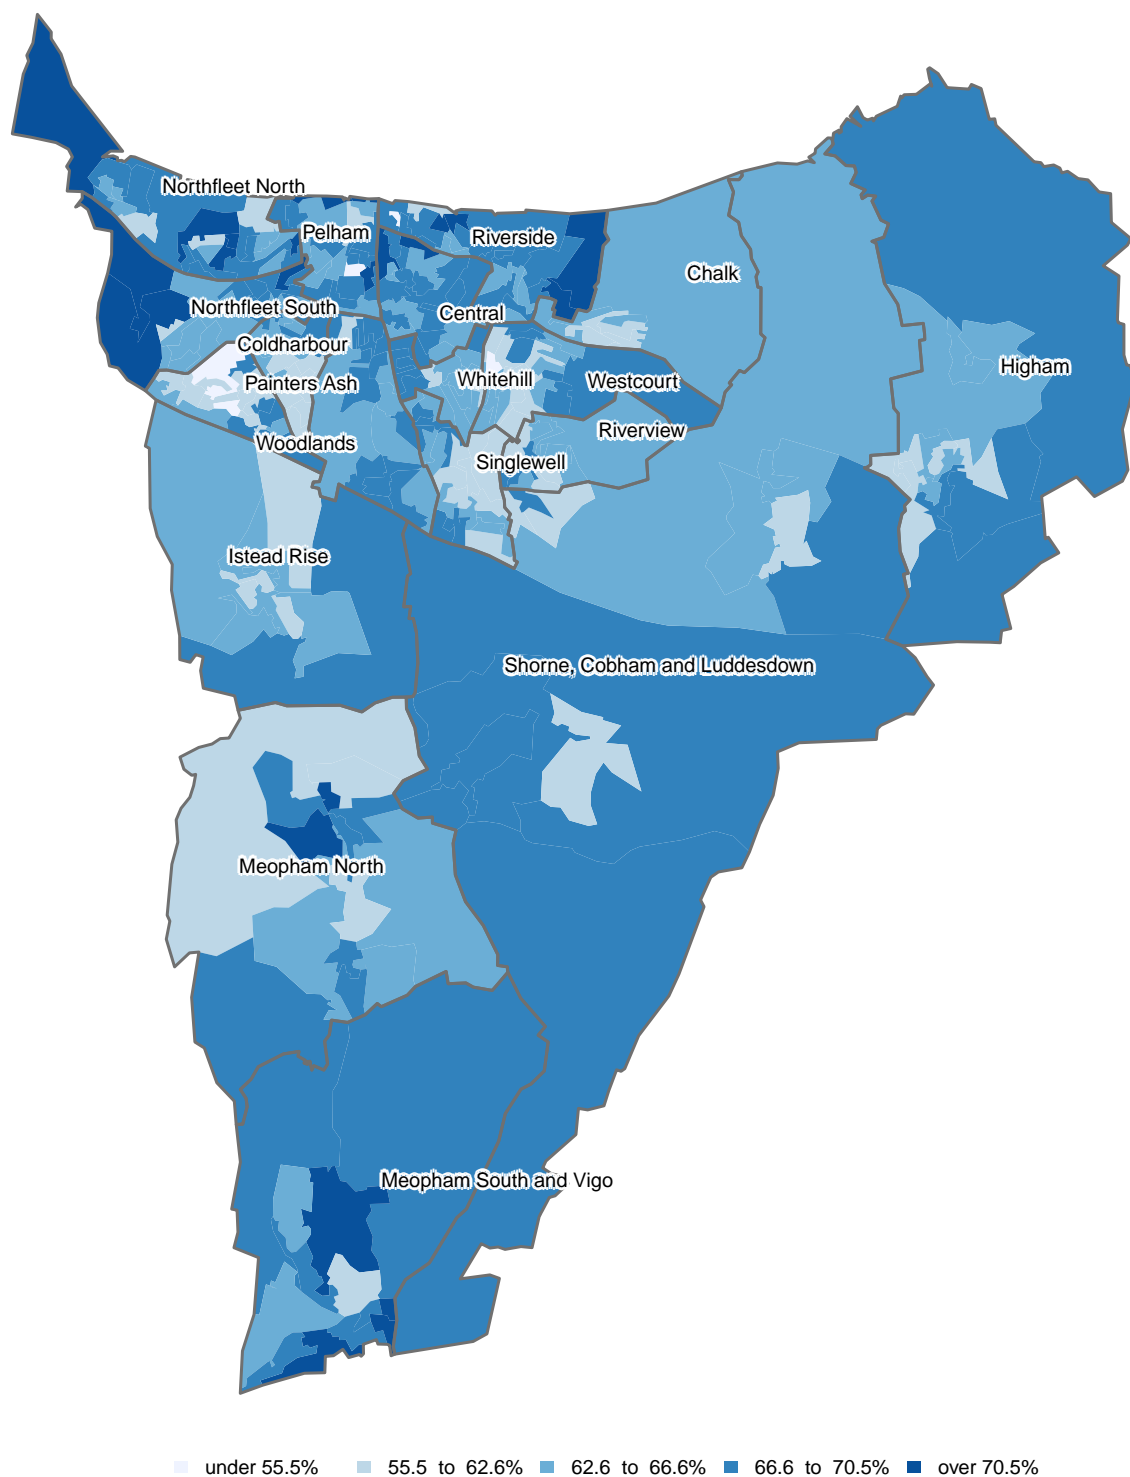 Northfleet North
Pelham
Riverside
Chalk
Northfleet South
Central
Coldharbour
Higham
Painters Ash
Whitehill
Westcourt
Riverview
Woodlands
Singlewell
Istead Rise
Shorne, Cobham and Luddesdown
Meopham North
Meopham South and Vigo
under 55.5% 55.5 to 62.6% 62.6 to 66.6% 66.6 to 70.5% over 70.5%